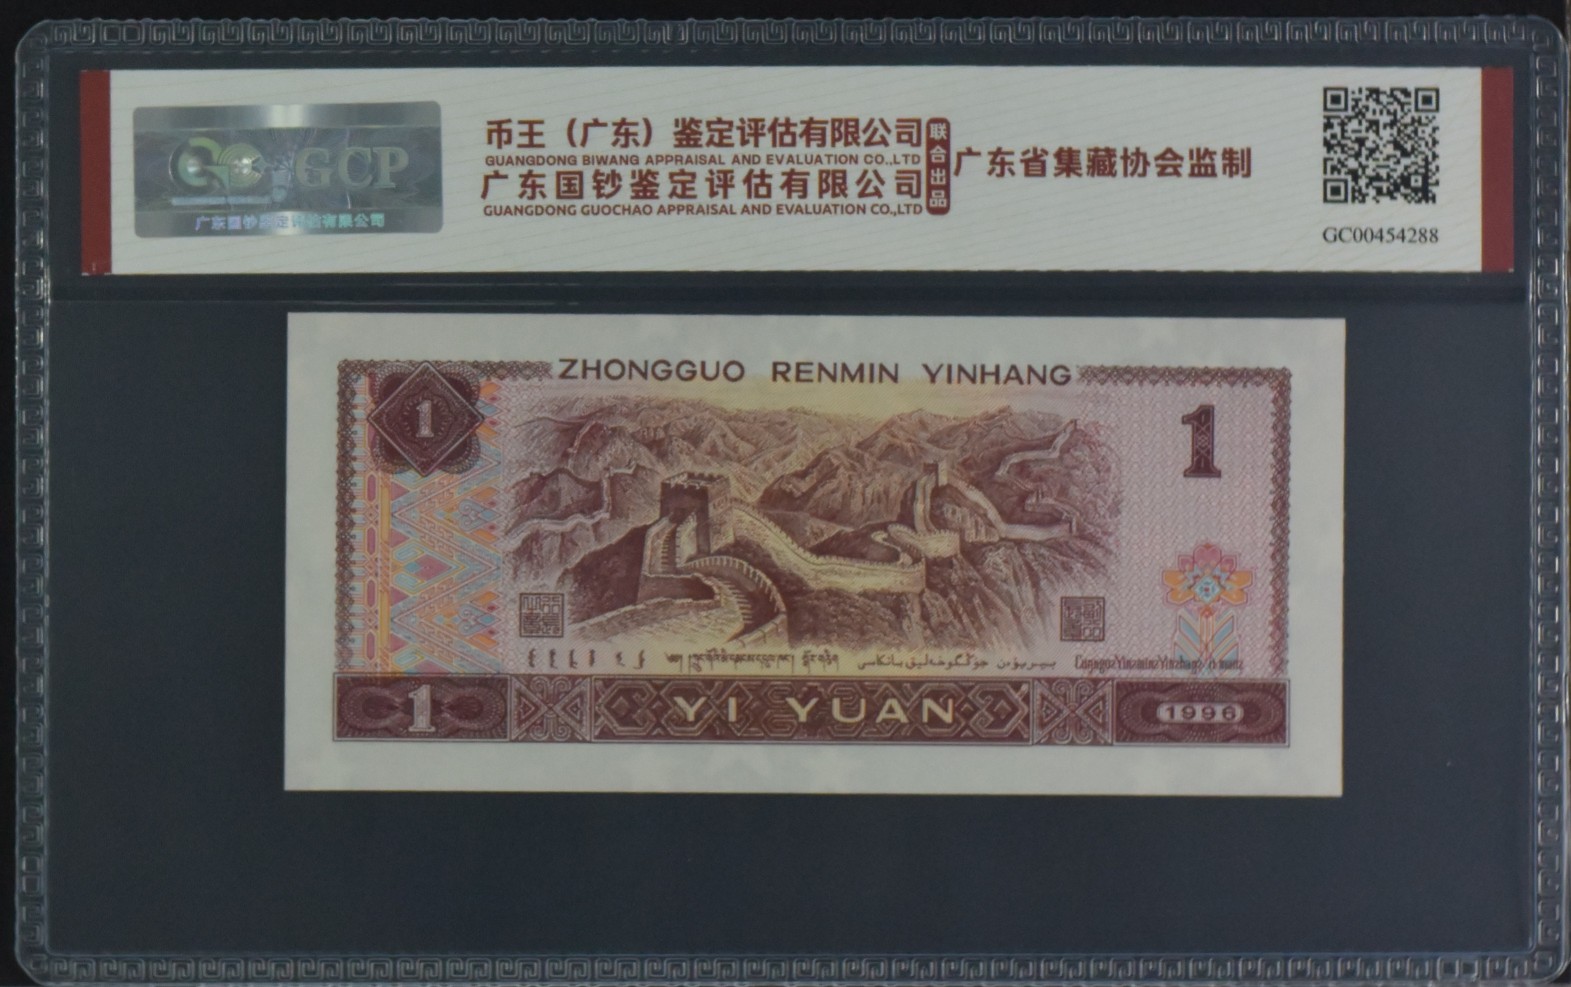 GCP
广东国钞鉴定评估有限公司
币王（广东）鉴定评估有限公司
GUANGDONG BIWANG APPRAISAL AND EVALUATION CO.,LTD
广东国钞鉴定评估有限公司
GUANGDONG GUOCHAO APPRAISAL AND EVALUATION CO.,LTD
联合出品
广东省集藏协会监制
GC00454288
ZHONGGUO RENMIN YINHANG
1
1
1
YI YUAN
1996